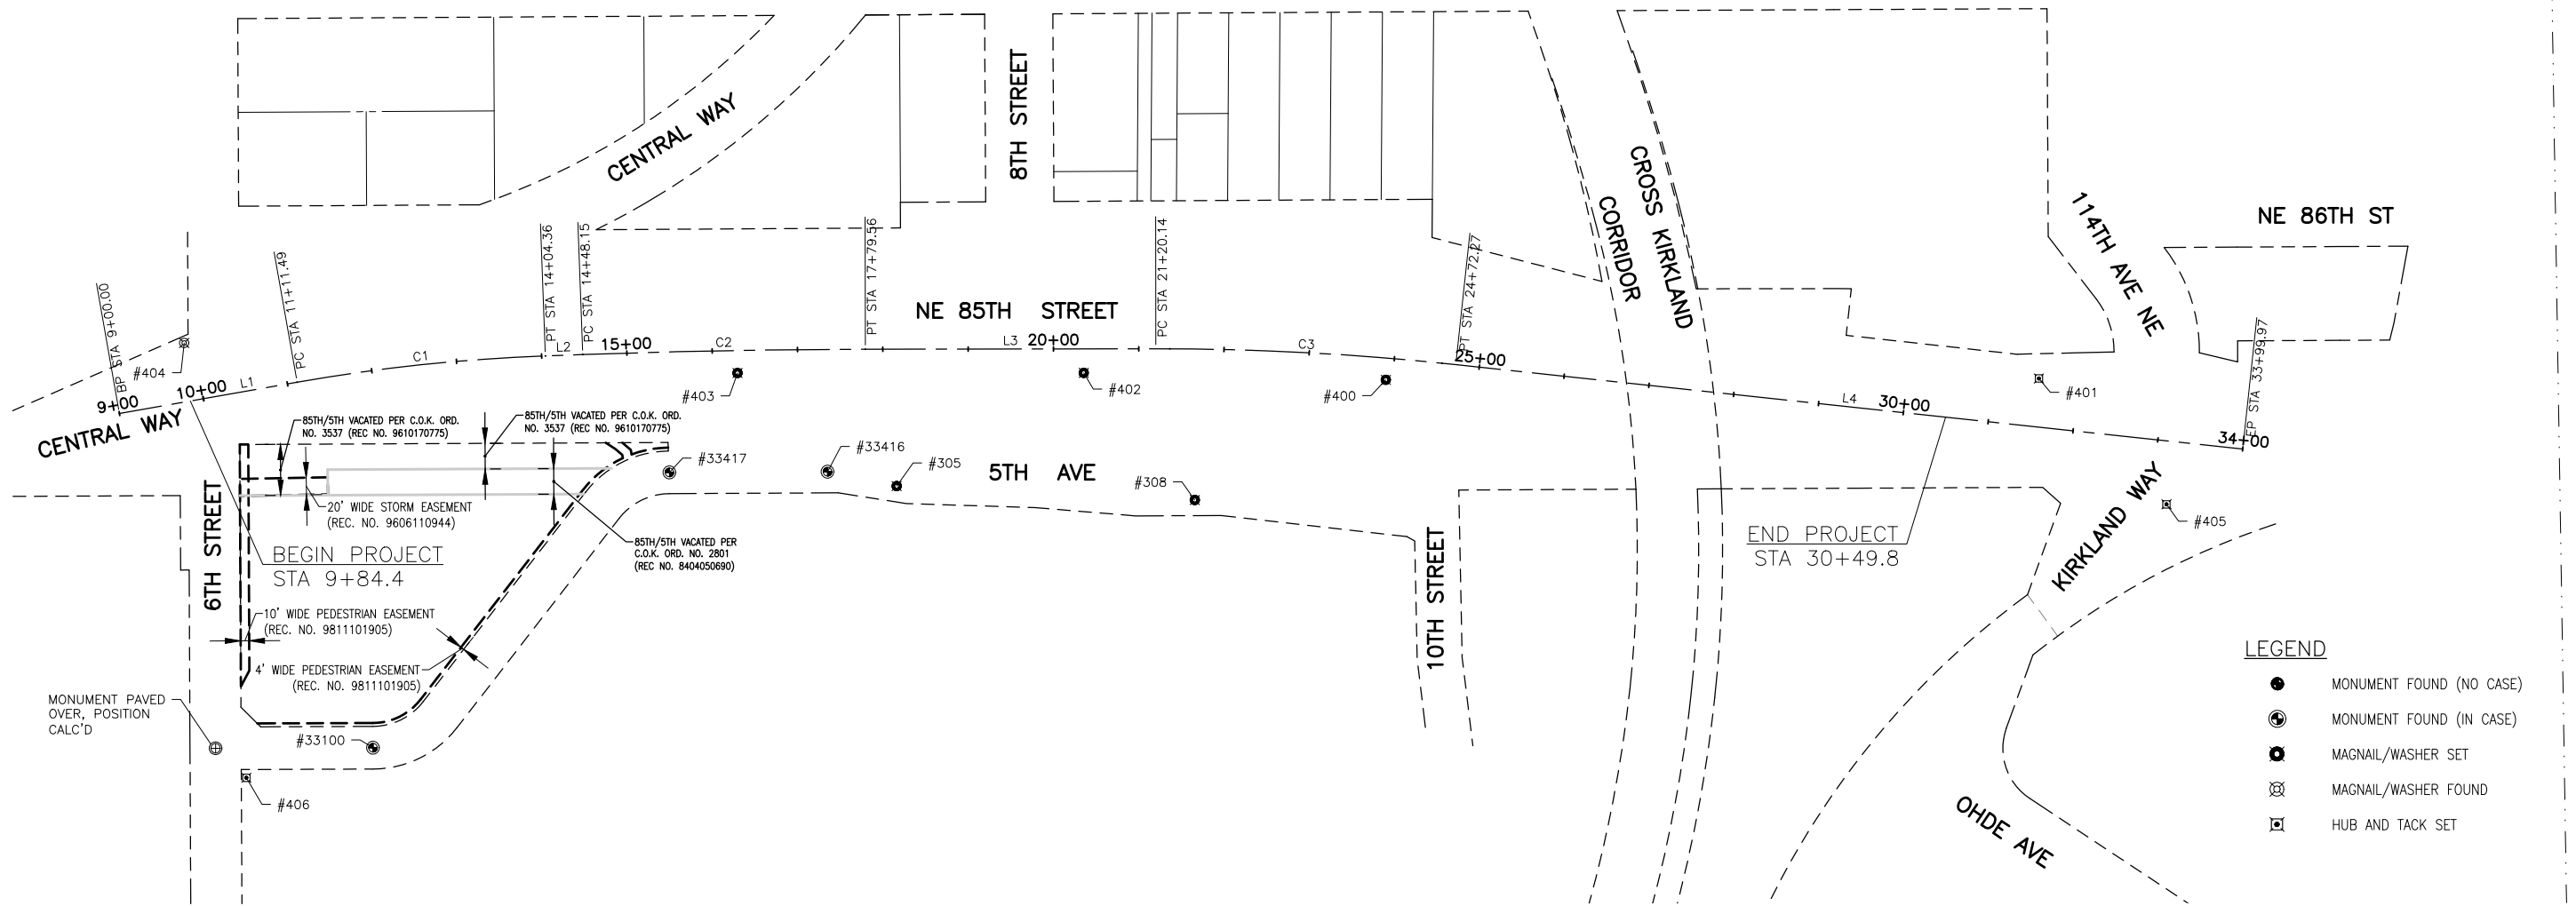 CENTRAL WAY
8TH STREET
CROSS KIRKLAND
CORRIDOR
114TH AVE NE
NE 86TH ST
BP STA 9+00.00
PC STA 11+11.49
PT STA 14+04.36
PC STA 14+48.15
PT STA 17+79.56
PC STA 21+20.14
PT STA 24+72.27
EP STA 33+99.97
NE 85TH STREET
#404
9+00
10+00
L1
C1
L2
15+00
C2
L3
20+00
C3
25+00
L4
30+00
34+00
#403
#402
#400
#401
CENTRAL WAY
85TH/5TH VACATED PER C.O.K. ORD.
NO. 3537 (REC NO. 9610170775)
85TH/5TH VACATED PER C.O.K. ORD.
NO. 3537 (REC NO. 9610170775)
#33417
#33416
#305
5TH AVE
#308
20' WIDE STORM EASEMENT
(REC. NO. 9606110944)
6TH STREET
BEGIN PROJECT
STA 9+84.4
85TH/5TH VACATED PER
C.O.K. ORD. NO. 2801
(REC NO. 8404050690)
10TH STREET
END PROJECT
STA 30+49.8
KIRKLAND WAY
#405
10' WIDE PEDESTRIAN EASEMENT
(REC. NO. 9811101905)
4' WIDE PEDESTRIAN EASEMENT
(REC. NO. 9811101905)
MONUMENT PAVED
OVER, POSITION
CALC'D
#33100
#406
OHDE AVE
LEGEND
MONUMENT FOUND (NO CASE)
MONUMENT FOUND (IN CASE)
MAGNAIL/WASHER SET
MAGNAIL/WASHER FOUND
HUB AND TACK SET